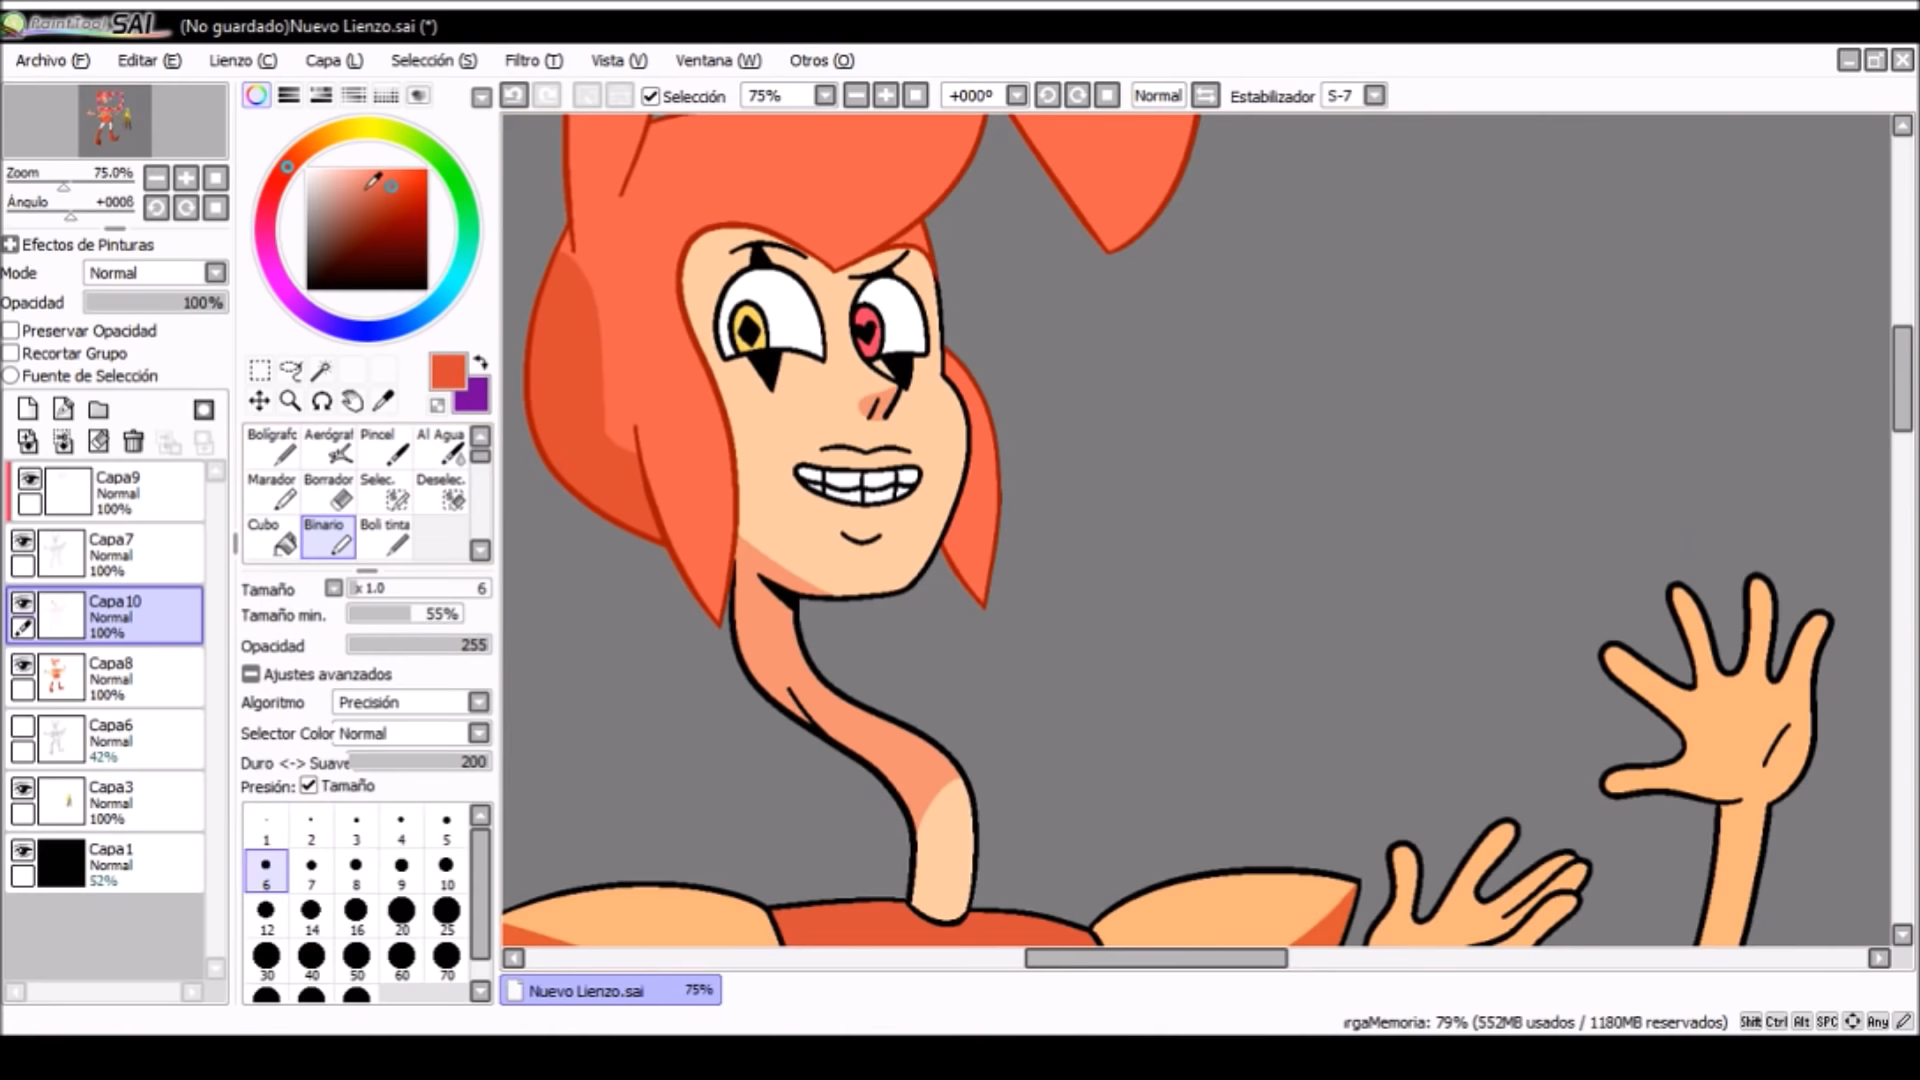 PaintTool SAI (No guardado)Nuevo Lienzo.sai (*)
Archivo (F) Editar (E) Lienzo (C) Capa (L) Selección (S) Filtro (T) Vista (V) Ventana (W) Otros (O)
Selección 75% +000º Normal Estabilizador S-7
Zoom 75.0%
Ángulo +000ß
Efectos de Pinturas
Mode Normal
Opacidad 100%
Preservar Opacidad
Recortar Grupo
Fuente de Selección
Capa9
Normal
100%
Capa7
Normal
100%
Capa10
Normal
100%
Capa8
Normal
100%
Capa6
Normal
42%
Capa3
Normal
100%
Capa1
Normal
52%
Bolígrafc Aerógraf Pincel Al Agua
Marador Borrador Selec. Deselec.
Cubo Binario Boli tinta
Tamaño x 1.0 6
Tamaño min. 55%
Opacidad 255
Ajustes avanzados
Algoritmo Precisión
Selector Color Normal
Duro <-> Suave 200
Presión: Tamaño
1 2 3 4 5
6 7 8 9 10
12 14 16 20 25
30 40 50 60 70
Nuevo Lienzo.sai 75%
rgaMemoria: 79% (552MB usados / 1180MB reservados) Shift Ctrl Alt SPC Any